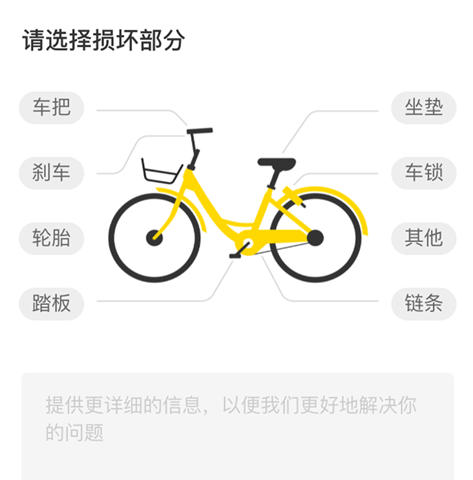 请选择损坏部分
车把
坐垫
刹车
车锁
轮胎
其他
踏板
链条
提供更详细的信息，以便我们更好地解决你
的问题